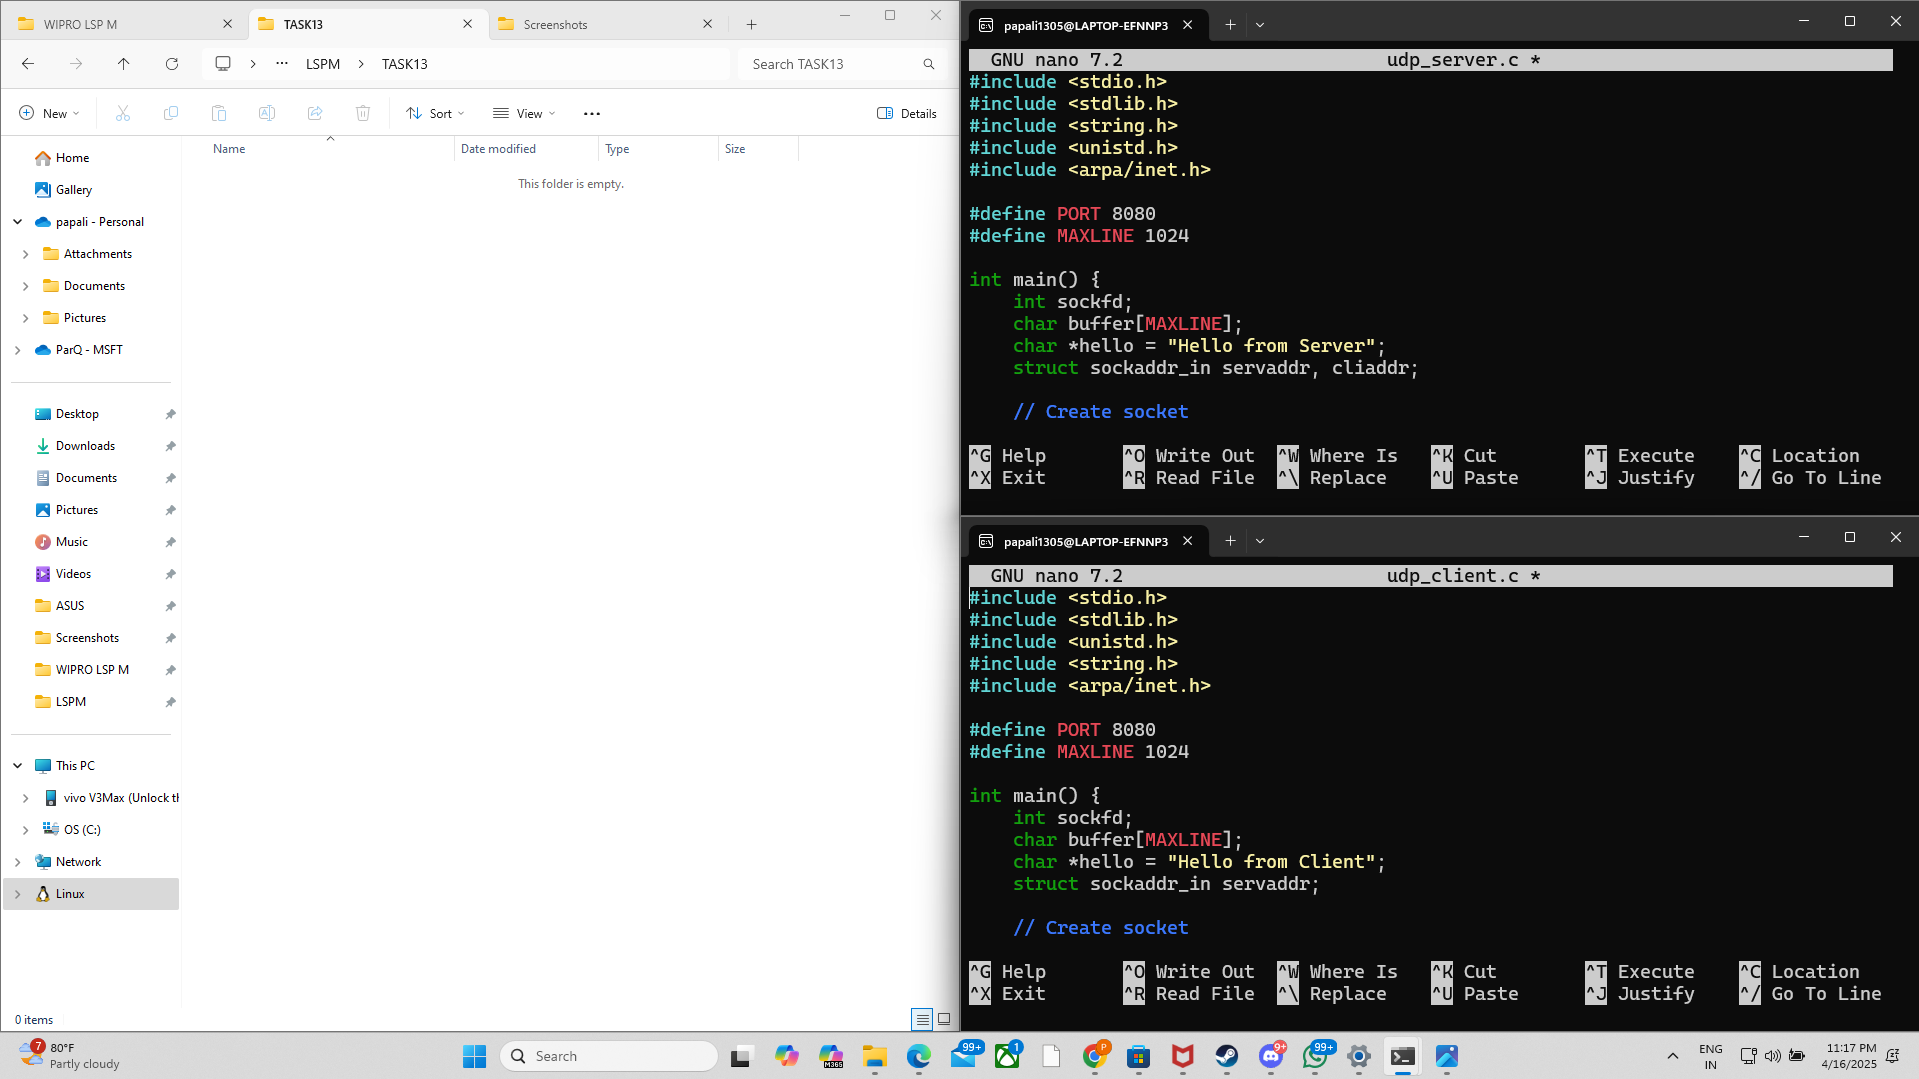 WIPRO LSP M
TASK13
Screenshots
LSPM
TASK13
Search TASK13
New
Sort
View
Details
Name
Date modified
Type
Size
This folder is empty.
Home
Gallery
papali - Personal
Attachments
Documents
Pictures
ParQ - MSFT
Desktop
Downloads
Documents
Pictures
Music
Videos
ASUS
Screenshots
WIPRO LSP M
LSPM
This PC
vivo V3Max (Unlock th
OS (C:)
Network
Linux
0 items
papali1305@LAPTOP-EFNNP3
GNU nano 7.2 udp_server.c *
#include <stdio.h>
#include <stdlib.h>
#include <string.h>
#include <unistd.h>
#include <arpa/inet.h>
#define PORT 8080
#define MAXLINE 1024
int main() {
int sockfd;
char buffer[MAXLINE];
char *hello = "Hello from Server";
struct sockaddr_in servaddr, cliaddr;
// Create socket
^G Help ^O Write Out ^W Where Is ^K Cut ^T Execute ^C Location
^X Exit ^R Read File ^\ Replace ^U Paste ^J Justify ^/ Go To Line
papali1305@LAPTOP-EFNNP3
GNU nano 7.2 udp_client.c *
#include <stdio.h>
#include <stdlib.h>
#include <unistd.h>
#include <string.h>
#include <arpa/inet.h>
#define PORT 8080
#define MAXLINE 1024
int main() {
int sockfd;
char buffer[MAXLINE];
char *hello = "Hello from Client";
struct sockaddr_in servaddr;
// Create socket
^G Help ^O Write Out ^W Where Is ^K Cut ^T Execute ^C Location
^X Exit ^R Read File ^\ Replace ^U Paste ^J Justify ^/ Go To Line
7
80°F
Partly cloudy
Search
M365
99+
1
P
9+
99+
ENG
IN
11:17 PM
4/16/2025